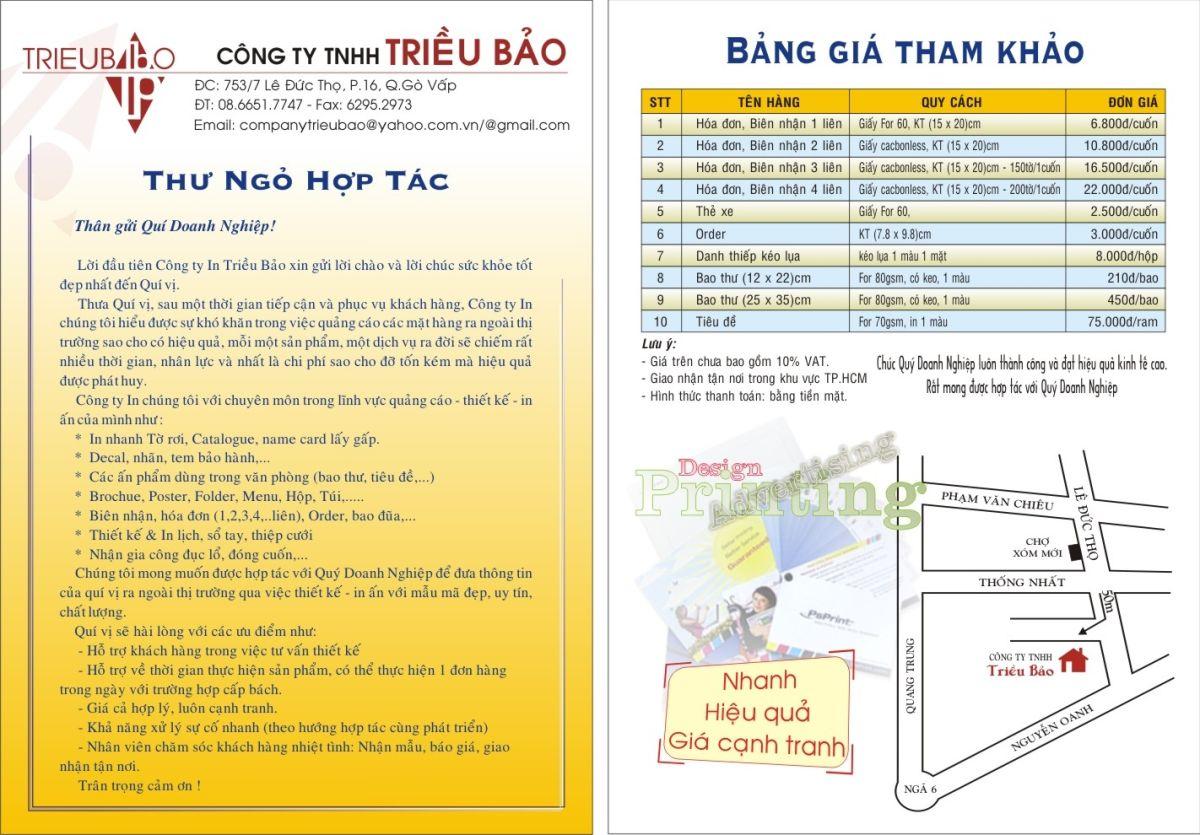 TRIEUBAO
TP
CÔNG TY TNHH TRIỀU BẢO
ĐC: 753/7 Lê Đức Thọ, P.16, Q.Gò Vấp
ĐT: 08.6651.7747 - Fax: 6295.2973
Email: companytrieubao@yahoo.com.vn/@gmail.com
THƯ NGỎ HỢP TÁC
Thân gửi Quí Doanh Nghiệp!
Lời đầu tiên Công ty In Triều Bảo xin gửi lời chào và lời chúc sức khỏe tốt
đẹp nhất đến Quí vị.
Thưa Quí vị, sau một thời gian tiếp cận và phục vụ khách hàng, Công ty In
chúng tôi hiểu được sự khó khăn trong việc quảng cáo các mặt hàng ra ngoài thị
trường sao cho có hiệu quả, mỗi một sản phẩm, một dịch vụ ra đời sẽ chiếm rất
nhiều thời gian, nhân lực và nhất là chi phí sao cho đỡ tốn kém mà hiệu quả
được phát huy.
Công ty In chúng tôi với chuyên môn trong lĩnh vực quảng cáo - thiết kế - in
ấn của mình như :
* In nhanh Tờ rơi, Catalogue, name card lấy gấp.
* Decal, nhãn, tem bảo hành,...
* Các ấn phẩm dùng trong văn phòng (bao thư, tiêu đề,...)
* Brochue, Poster, Folder, Menu, Hộp, Túi,.....
* Biên nhận, hóa đơn (1,2,3,4,..liên), Order, bao đũa,...
* Thiết kế & In lịch, sổ tay, thiệp cưới
* Nhận gia công đục lổ, đóng cuốn,...
Chúng tôi mong muốn được hợp tác với Quý Doanh Nghiệp để đưa thông tin
của quí vị ra ngoài thị trường qua việc thiết kế - in ấn với mẫu mã đẹp, uy tín,
chất lượng.
Quí vị sẽ hài lòng với các ưu điểm như:
- Hỗ trợ khách hàng trong việc tư vấn thiết kế
- Hỗ trợ về thời gian thực hiện sản phẩm, có thể thực hiện 1 đơn hàng
trong ngày với trường hợp cấp bách.
- Giá cả hợp lý, luôn cạnh tranh.
- Khả năng xử lý sự cố nhanh (theo hướng hợp tác cùng phát triển)
- Nhân viên chăm sóc khách hàng nhiệt tình: Nhận mẫu, báo giá, giao
nhận tận nơi.
Trân trọng cảm ơn !
BẢNG GIÁ THAM KHẢO
STT TÊN HÀNG QUY CÁCH ĐƠN GIÁ
1 Hóa đơn, Biên nhận 1 liên Giấy For 60, KT (15 x 20)cm 6.800đ/cuốn
2 Hóa đơn, Biên nhận 2 liên Giấy cacbonless, KT (15 x 20)cm 10.800đ/cuốn
3 Hóa đơn, Biên nhận 3 liên Giấy cacbonless, KT (15 x 20)cm - 150tờ/1cuốn 16.500đ/cuốn
4 Hóa đơn, Biên nhận 4 liên Giấy cacbonless, KT (15 x 20)cm - 200tờ/1cuốn 22.000đ/cuốn
5 Thẻ xe Giấy For 60, 2.500đ/cuốn
6 Order KT (7.8 x 9.8)cm 3.000đ/cuốn
7 Danh thiếp kéo lụa kéo lụa 1 màu 1 mặt 8.000đ/hộp
8 Bao thư (12 x 22)cm For 80gsm, có keo, 1 màu 210đ/bao
9 Bao thư (25 x 35)cm For 80gsm, có keo, 1 màu 450đ/bao
10 Tiêu đề For 70gsm, in 1 màu 75.000đ/ram
Lưu ý:
- Giá trên chưa bao gồm 10% VAT.
- Giao nhận tận nơi trong khu vực TP.HCM
- Hình thức thanh toán: bằng tiền mặt.
Chúc Quý Doanh Nghiệp luôn thành công và đạt hiệu quả kinh tế cao.
Rất mong được hợp tác với Quý Doanh Nghiệp
Design
Printing
Advertising
Guaranteed
PsPrint
Nhanh
Hiệu quả
Giá cạnh tranh
PHẠM VĂN CHIÊU
LÊ ĐỨC THỌ
CHỢ
XÓM MỚI
THỐNG NHẤT
50m
CÔNG TY TNHH
Triều Bảo
QUANG TRUNG
NGUYỄN OANH
NGÃ 6